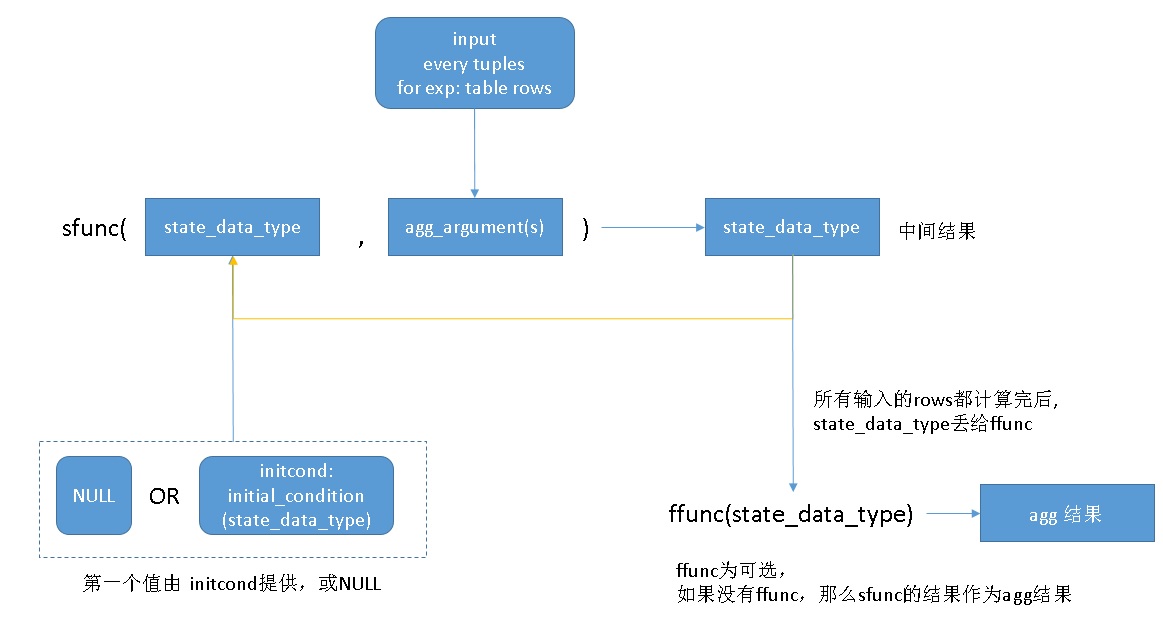 input
every tuples
for exp: table rows
sfunc( state_data_type , agg_argument(s) ) state_data_type 中间结果
所有输入的rows都计算完后,
state_data_type丢给ffunc
NULL OR initcond:
initial_condition
(state_data_type)
ffunc(state_data_type) agg 结果
第一个值由 initcond提供，或NULL
ffunc为可选，
如果没有ffunc，那么sfunc的结果作为agg结果